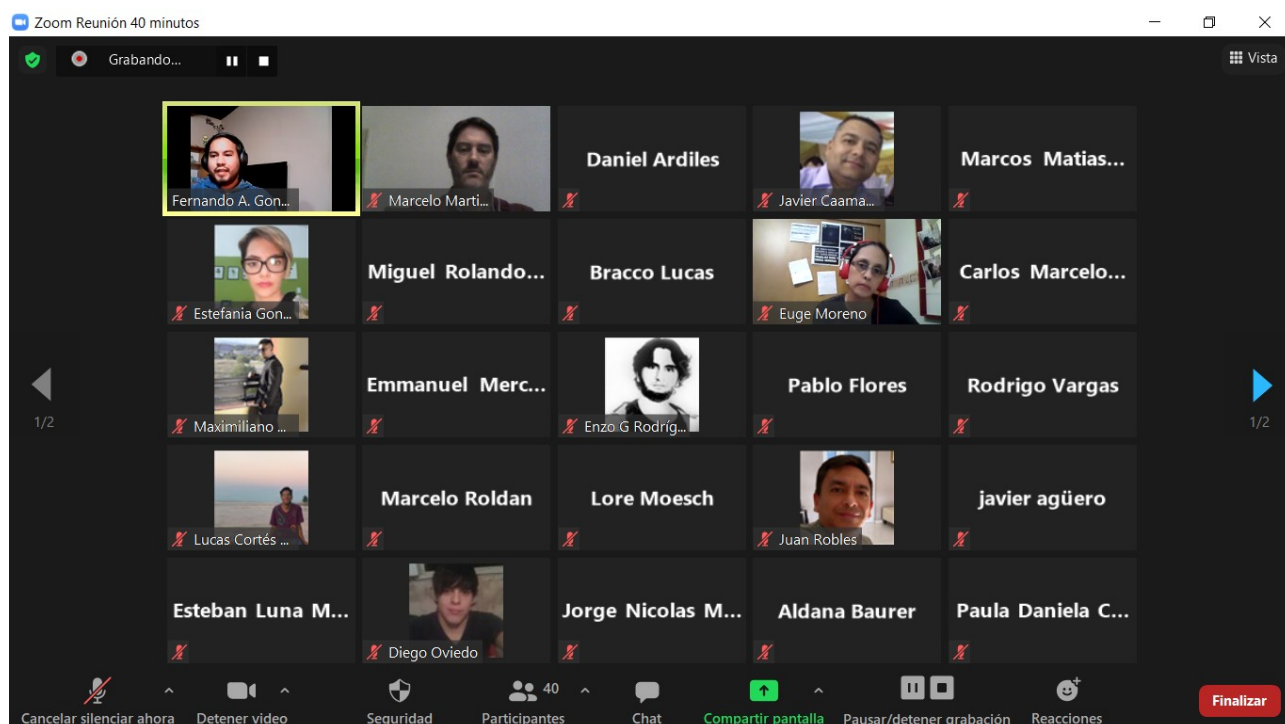 Zoom Reunión 40 minutos
Grabando...
Vista
Fernando A. Gon...
Marcelo Marti...
Daniel Ardiles
Javier Caama...
Marcos Matias...
Estefania Gon...
Miguel Rolando...
Bracco Lucas
Euge Moreno
Carlos Marcelo...
Maximiliano ...
Emmanuel Merc...
Enzo G Rodríg...
Pablo Flores
Rodrigo Vargas
1/2
1/2
Lucas Cortés ...
Marcelo Roldan
Lore Moesch
Juan Robles
javier agüero
Esteban Luna M...
Diego Oviedo
Jorge Nicolas M...
Aldana Baurer
Paula Daniela C...
40
Cancelar silenciar ahora
Detener video
Seguridad
Participantes
Chat
Compartir pantalla
Pausar/detener grabación
Reacciones
Finalizar